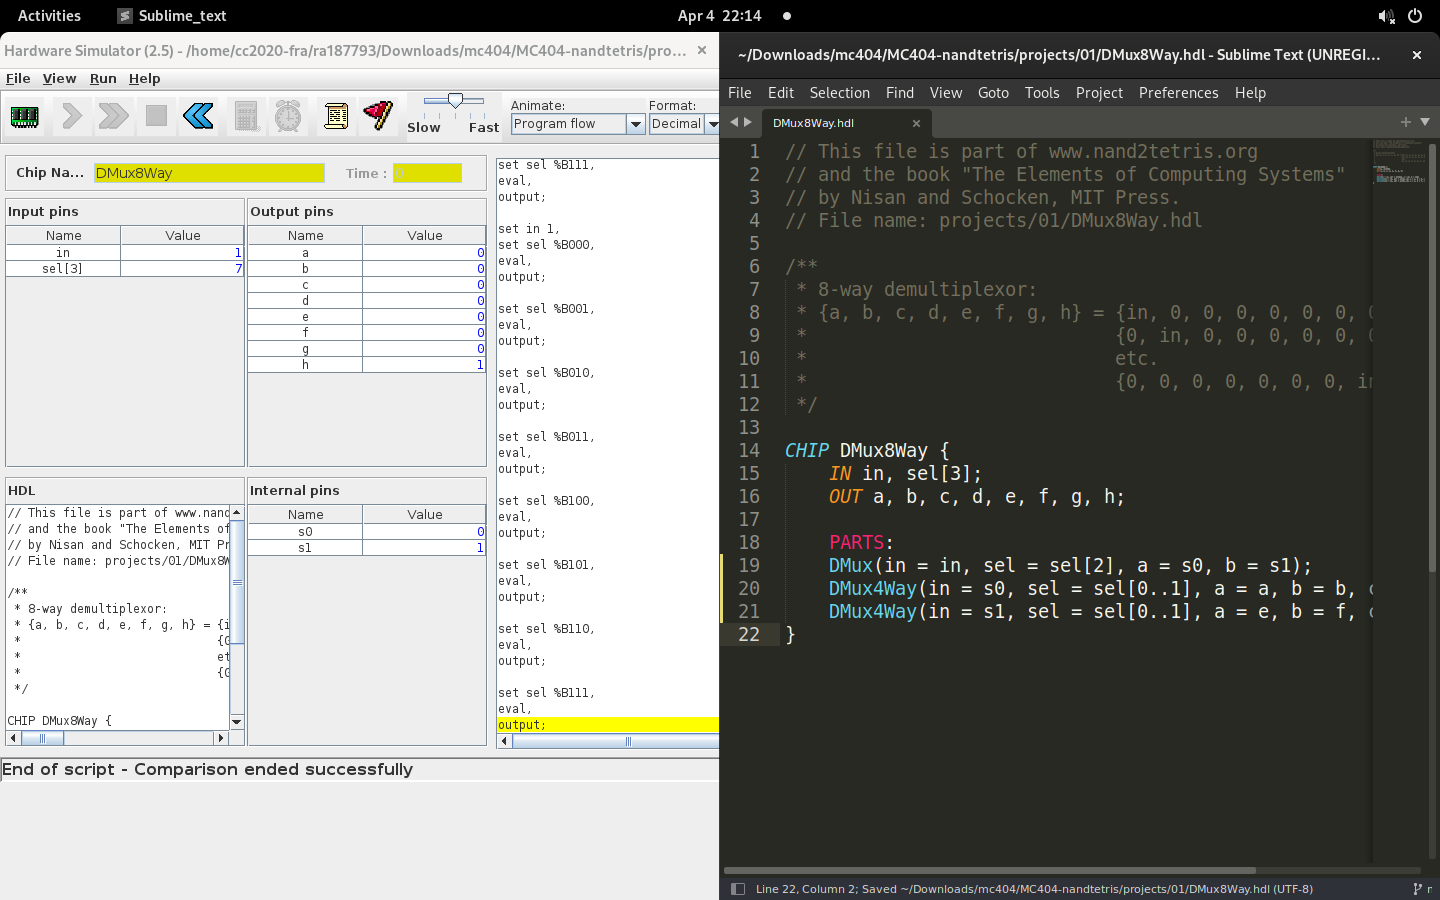 Activities Sublime_text Apr 4 22:14
Hardware Simulator (2.5) - /home/cc2020-fra/ra187793/Downloads/mc404/MC404-nandtetris/pro...
File View Run Help
Slow Fast
Animate:
Program flow
Format:
Decimal
Chip Na... DMux8Way Time : 0
Input pins
Name Value
in 1
sel[3] 7
Output pins
Name Value
a 0
b 0
c 0
d 0
e 0
f 0
g 0
h 1
HDL
// This file is part of www.nand
// and the book "The Elements of
// by Nisan and Schocken, MIT Pr
// File name: projects/01/DMux8W
/**
* 8-way demultiplexor:
* {a, b, c, d, e, f, g, h} = {i
* {0
* et
* {0
*/
CHIP DMux8Way {
Internal pins
Name Value
s0 0
s1 1
set sel %B111,
eval,
output;
set in 1,
set sel %B000,
eval,
output;
set sel %B001,
eval,
output;
set sel %B010,
eval,
output;
set sel %B011,
eval,
output;
set sel %B100,
eval,
output;
set sel %B101,
eval,
output;
set sel %B110,
eval,
output;
set sel %B111,
eval,
output;
End of script - Comparison ended successfully
~/Downloads/mc404/MC404-nandtetris/projects/01/DMux8Way.hdl - Sublime Text (UNREGI...
File Edit Selection Find View Goto Tools Project Preferences Help
DMux8Way.hdl
1 // This file is part of www.nand2tetris.org
2 // and the book "The Elements of Computing Systems"
3 // by Nisan and Schocken, MIT Press.
4 // File name: projects/01/DMux8Way.hdl
5
6 /**
7 * 8-way demultiplexor:
8 * {a, b, c, d, e, f, g, h} = {in, 0, 0, 0, 0, 0, 0, 0
9 * {0, in, 0, 0, 0, 0, 0, 0
10 * etc.
11 * {0, 0, 0, 0, 0, 0, 0, in
12 */
13
14 CHIP DMux8Way {
15 IN in, sel[3];
16 OUT a, b, c, d, e, f, g, h;
17
18 PARTS:
19 DMux(in = in, sel = sel[2], a = s0, b = s1);
20 DMux4Way(in = s0, sel = sel[0..1], a = a, b = b, c
21 DMux4Way(in = s1, sel = sel[0..1], a = e, b = f, c
22 }
Line 22, Column 2; Saved ~/Downloads/mc404/MC404-nandtetris/projects/01/DMux8Way.hdl (UTF-8)